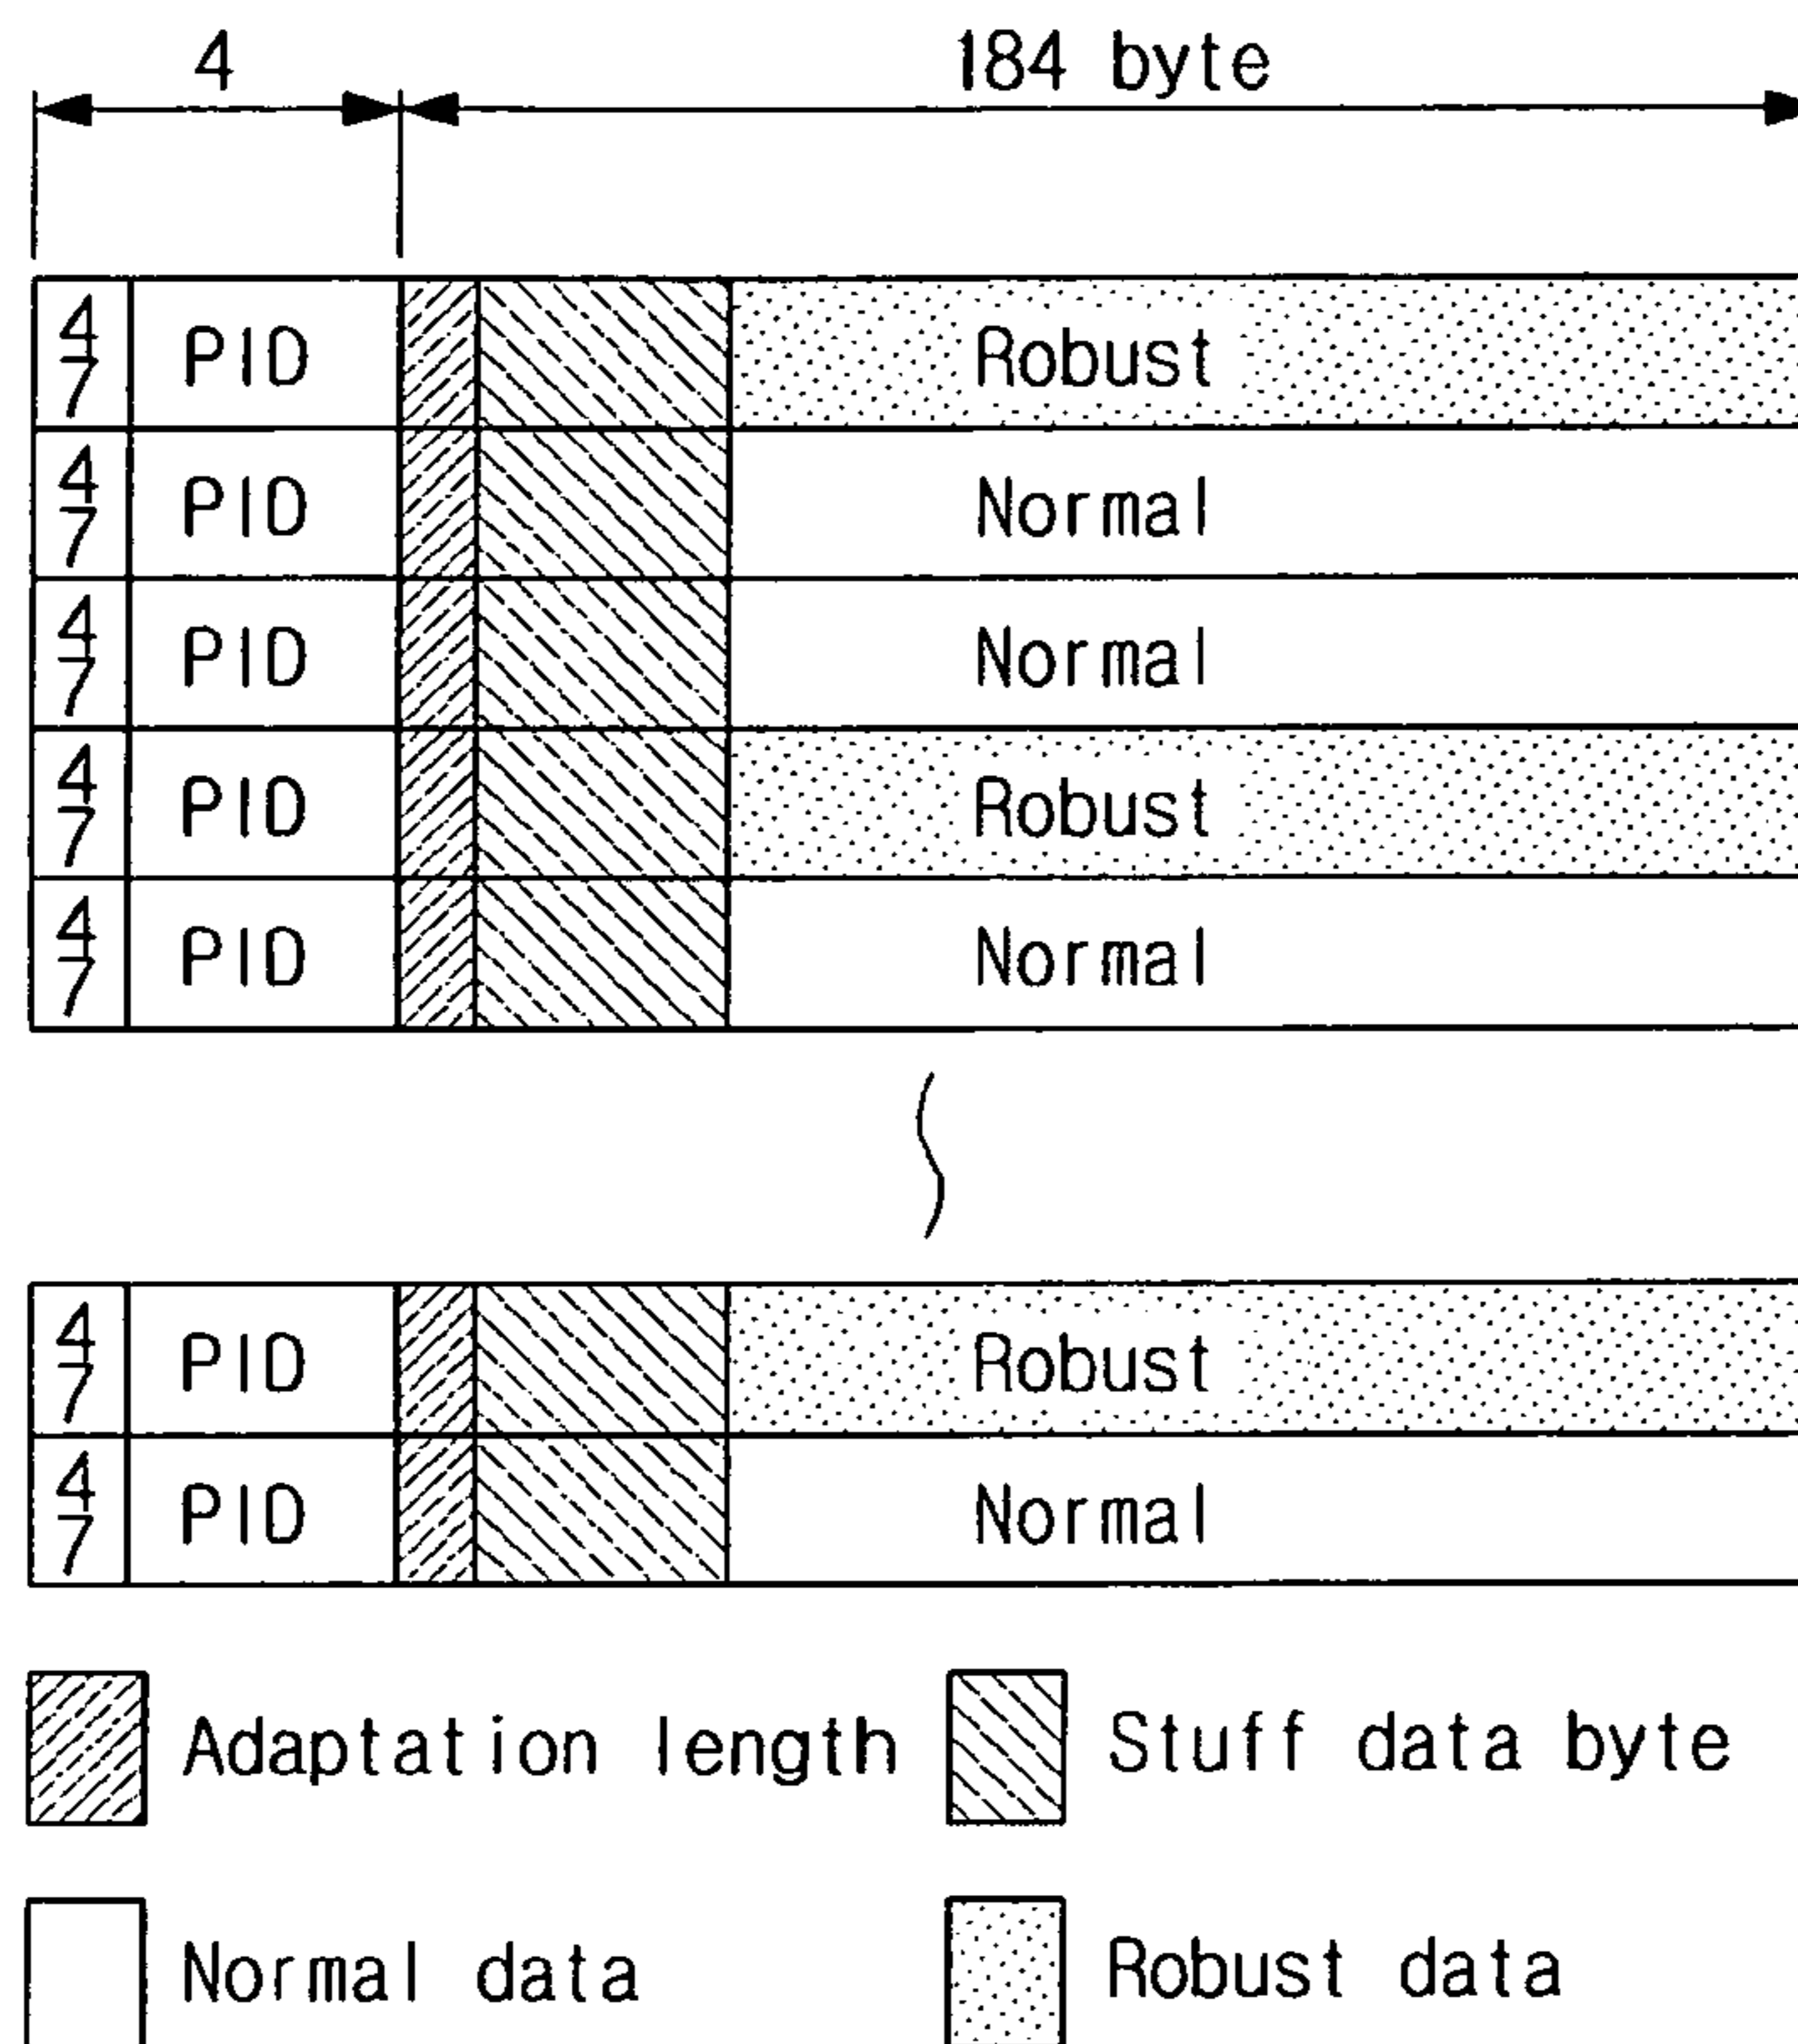 4 184 byte
47 PID Robust
47 PID Normal
47 PID Normal
47 PID Robust
47 PID Normal
47 PID Robust
47 PID Normal
Adaptation length Stuff data byte
Normal data Robust data